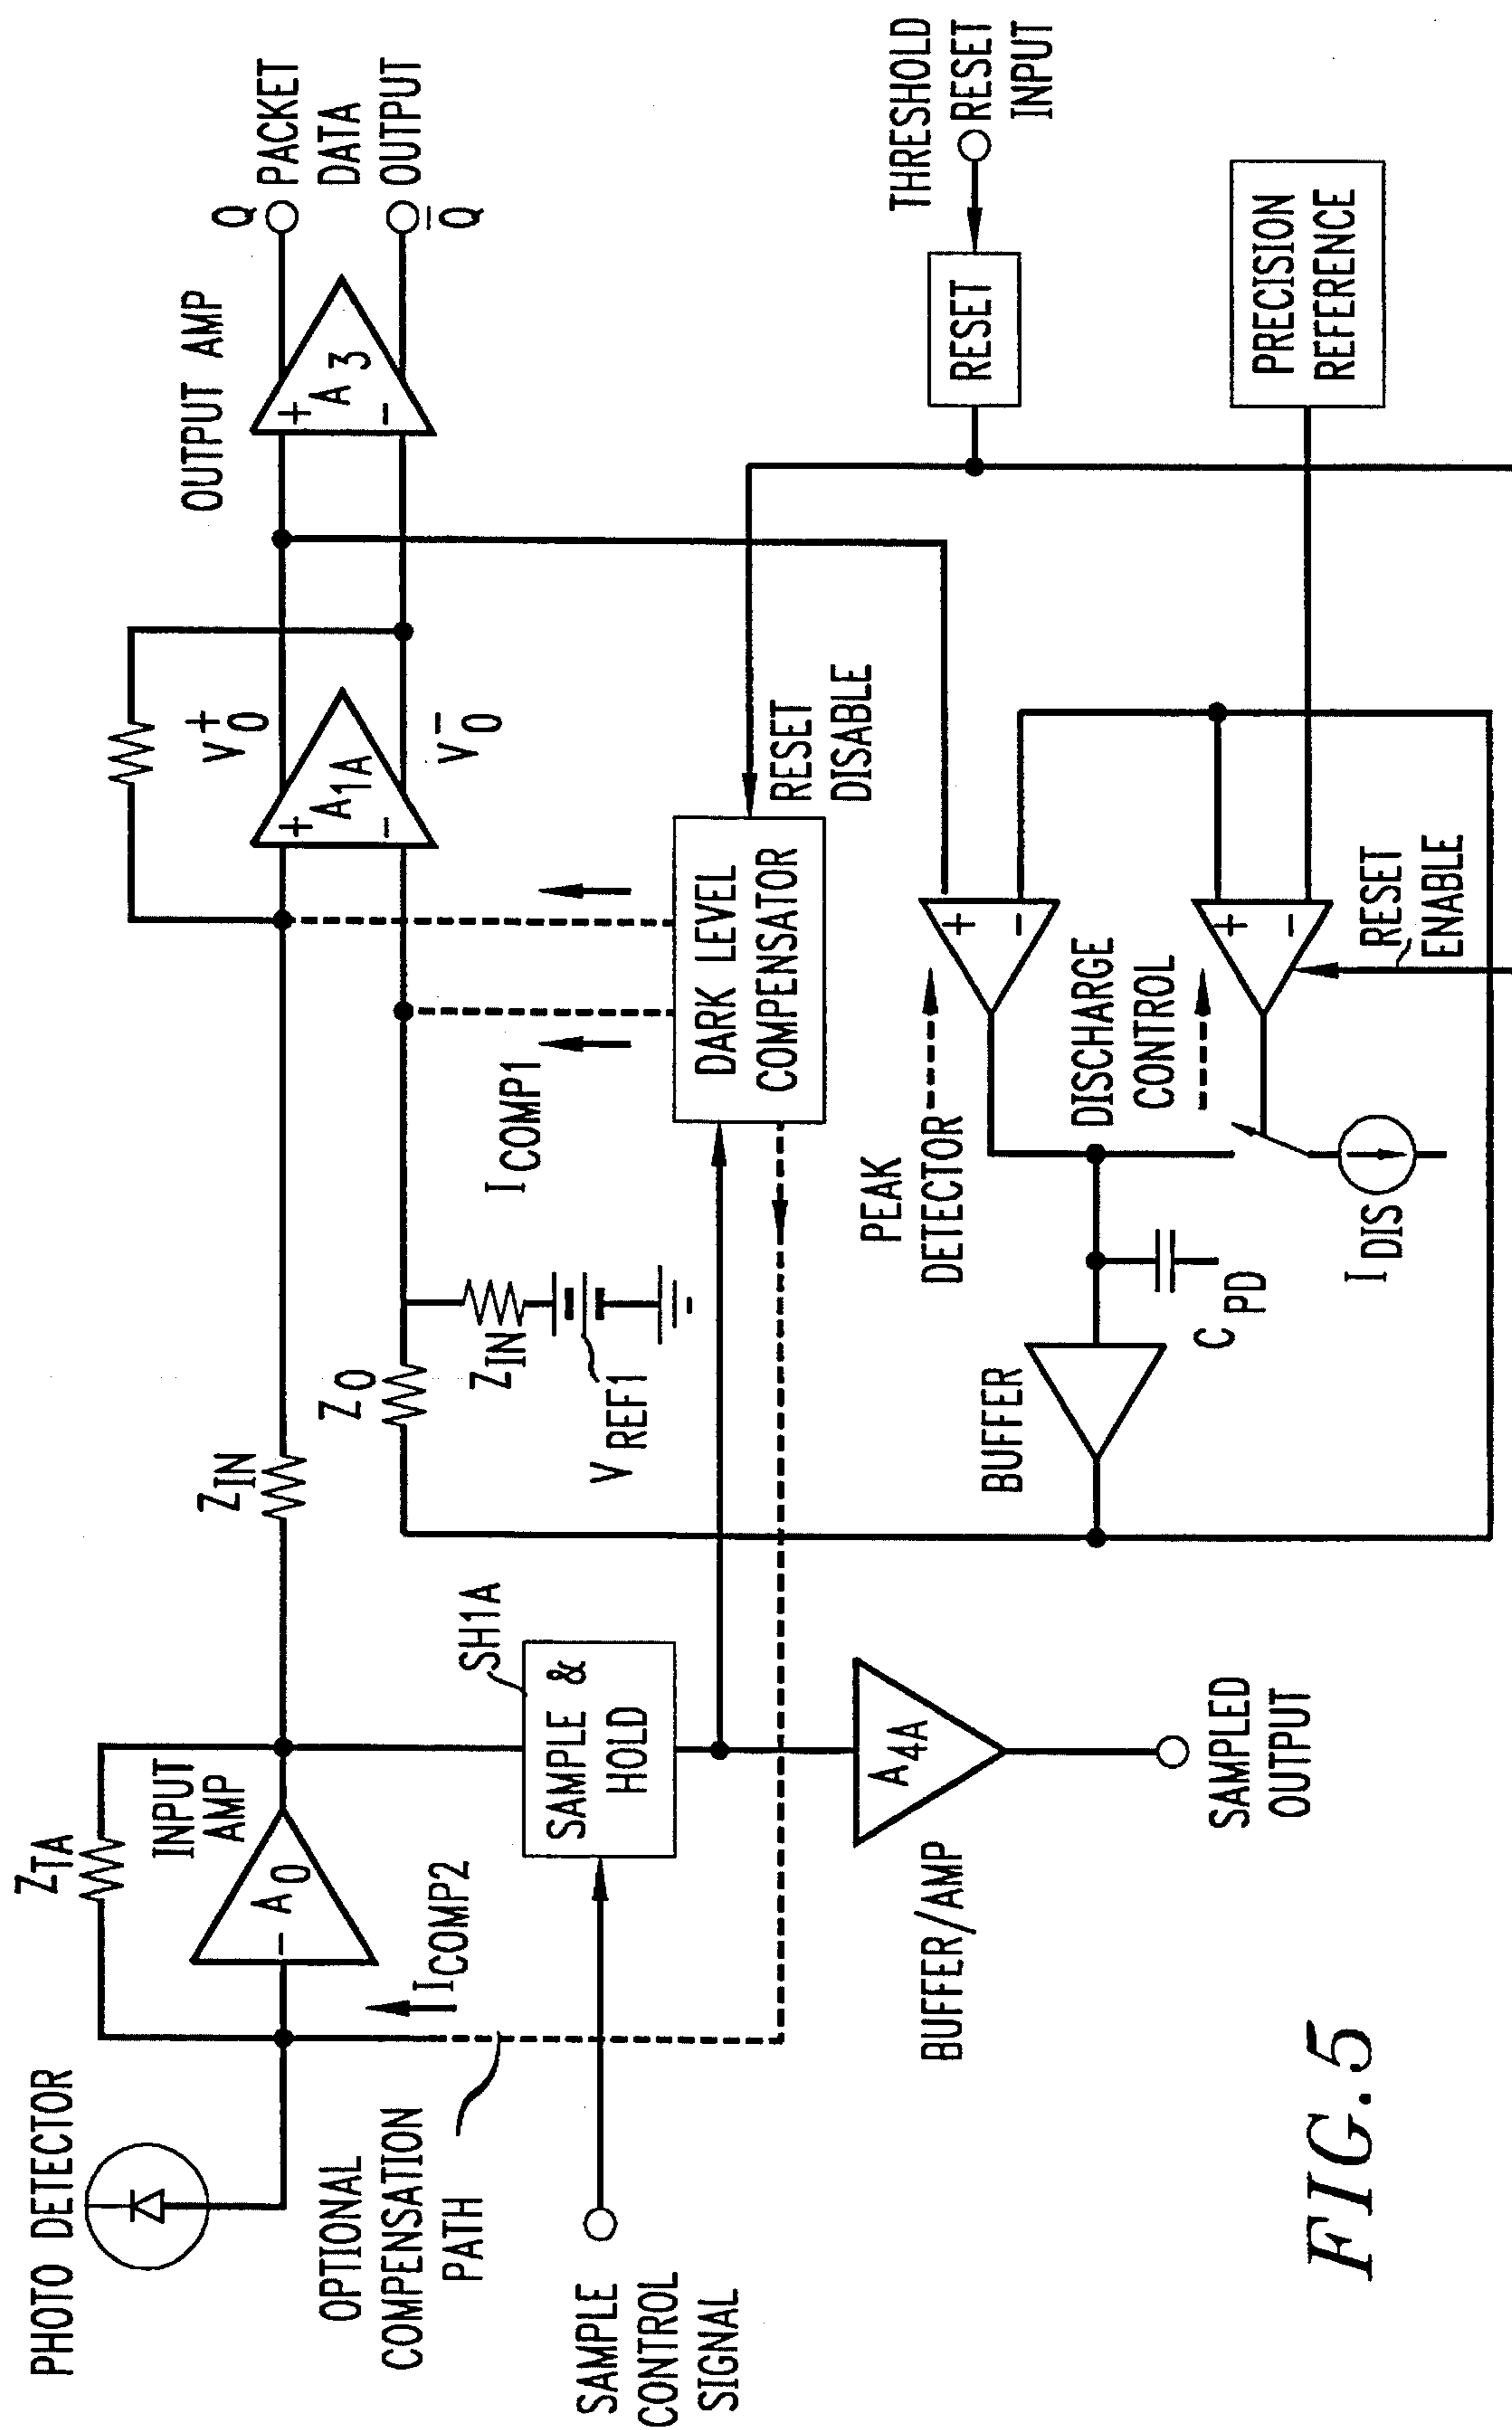 PHOTO DETECTOR
Z TA
INPUT
AMP
A 0
-
I COMP2
OPTIONAL
COMPENSATION
PATH
SAMPLE
CONTROL
SIGNAL
SH1A
SAMPLE &
HOLD
BUFFER/AMP
A 4A
SAMPLED
OUTPUT
Z IN
Z 0
Z IN
V REF1
I COMP1
DARK LEVEL
COMPENSATOR
RESET
DISABLE
+
A 1A
-
V 0 +
V 0 -
OUTPUT AMP
+
A 3
-
Q
Q̅
PACKET
DATA
OUTPUT
THRESHOLD
RESET
INPUT
RESET
PRECISION
REFERENCE
PEAK
DETECTOR
+
-
DISCHARGE
CONTROL
+
-
RESET
ENABLE
BUFFER
C PD
I DIS
FIG. 5